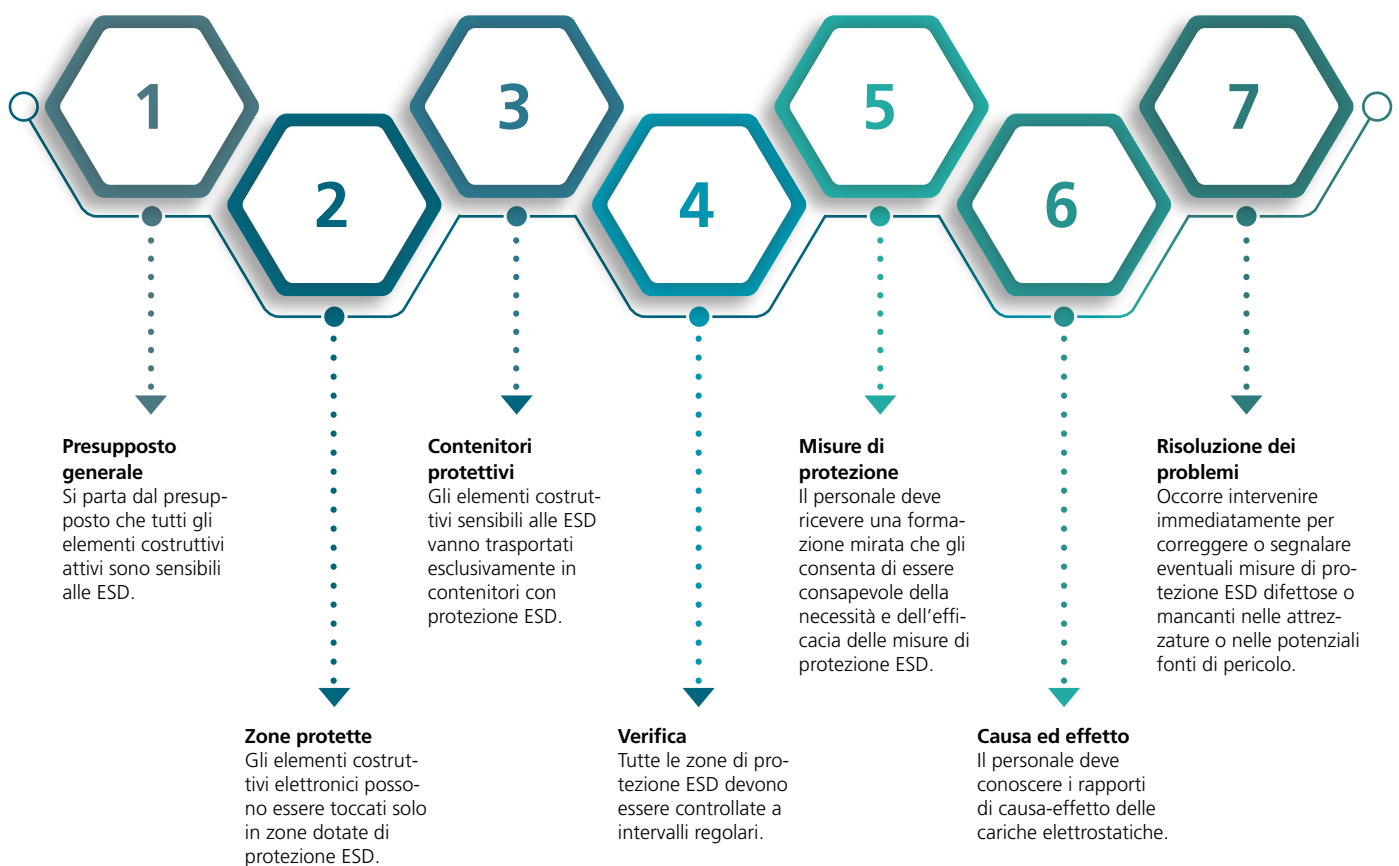 1
Presupposto
generale
Si parta dal presup-
posto che tutti gli
elementi costruttivi
attivi sono sensibili
alle ESD.
2
Zone protette
Gli elementi costrut-
tivi elettronici posso-
no essere toccati solo
in zone dotate di
protezione ESD.
3
Contenitori
protettivi
Gli elementi costrut-
tivi sensibili alle ESD
vanno trasportati
esclusivamente in
contenitori con
protezione ESD.
4
Verifica
Tutte le zone di pro-
tezione ESD devono
essere controllate a
intervalli regolari.
5
Misure di
protezione
Il personale deve
ricevere una forma-
zione mirata che gli
consenta di essere
consapevole della
necessità e dell’effi-
cacia delle misure di
protezione ESD.
6
Causa ed effetto
Il personale deve
conoscere i rapporti
di causa-effetto delle
cariche elettrostatiche.
7
Risoluzione dei
problemi
Occorre intervenire
immediatamente per
correggere o segnalare
eventuali misure di pro-
tezione ESD difettose o
mancanti nelle attrez-
zature o nelle potenziali
fonti di pericolo.